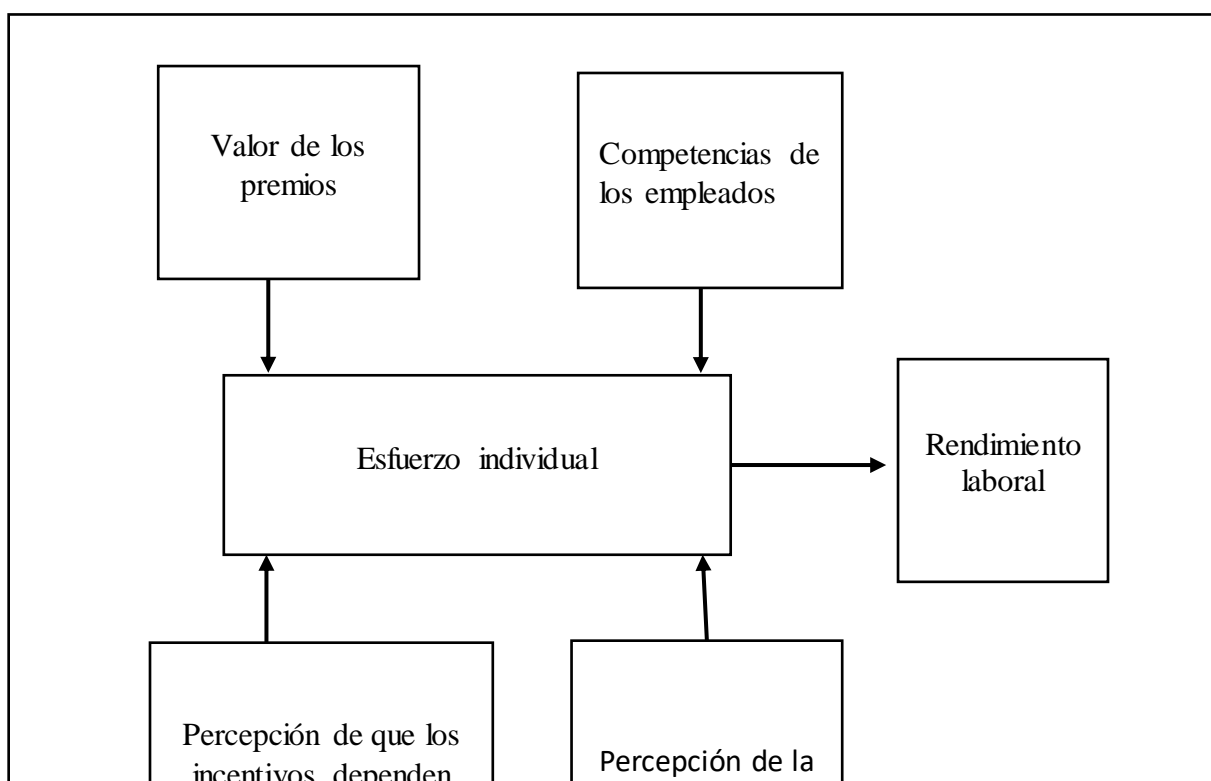 Valor de los
premios
Competencias de
los empleados
Esfuerzo individual
Rendimiento
laboral
Percepción de que los
incentivos dependen
Percepción de la